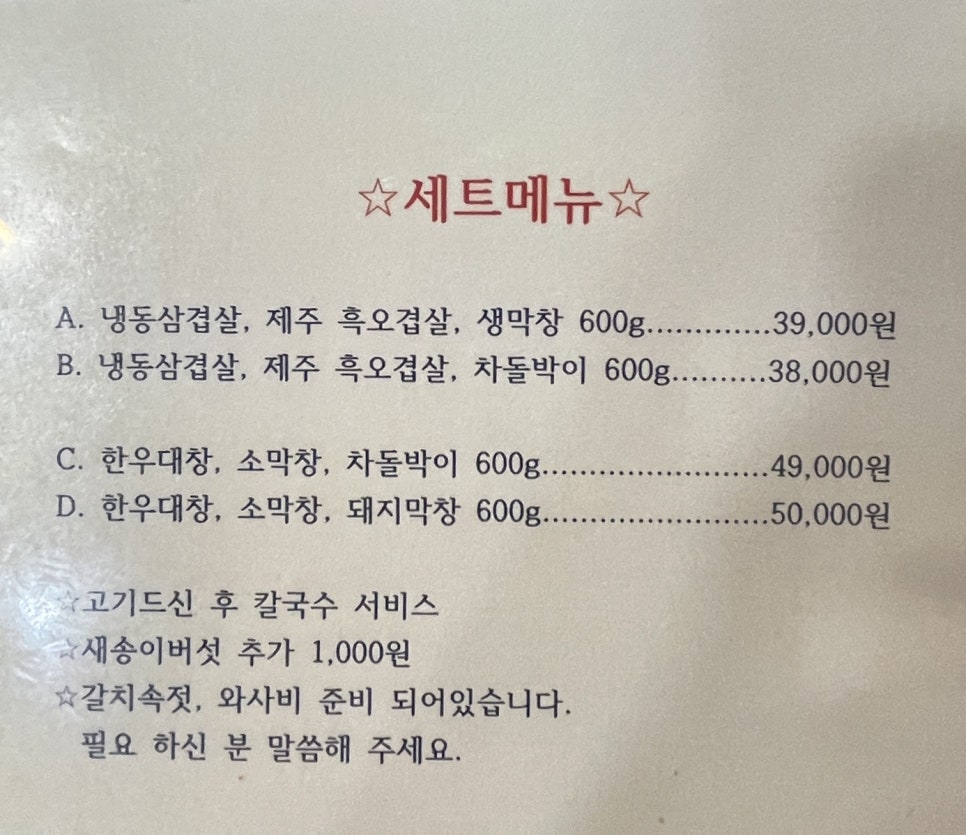 ☆세트메뉴☆
A. 냉동삼겹살, 제주 흑오겹살, 생막창 600g.............39,000원
B. 냉동삼겹살, 제주 흑오겹살, 차돌박이 600g..........38,000원
C. 한우대창, 소막창, 차돌박이 600g........................49,000원
D. 한우대창, 소막창, 돼지막창 600g........................50,000원
☆고기드신 후 칼국수 서비스
☆새송이버섯 추가 1,000원
☆갈치속젓, 와사비 준비 되어있습니다.
필요 하신 분 말씀해 주세요.